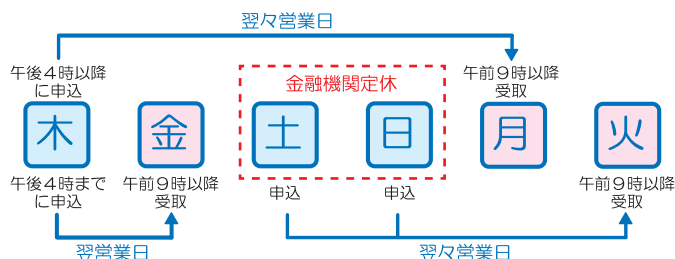 翌々営業日
午後4時以降
に申込
金融機関定休
午前9時以降
受取
木
金
土
日
月
火
午後4時まで
に申込
午前9時以降
受取
申込
申込
午前9時以降
受取
翌営業日
翌々営業日